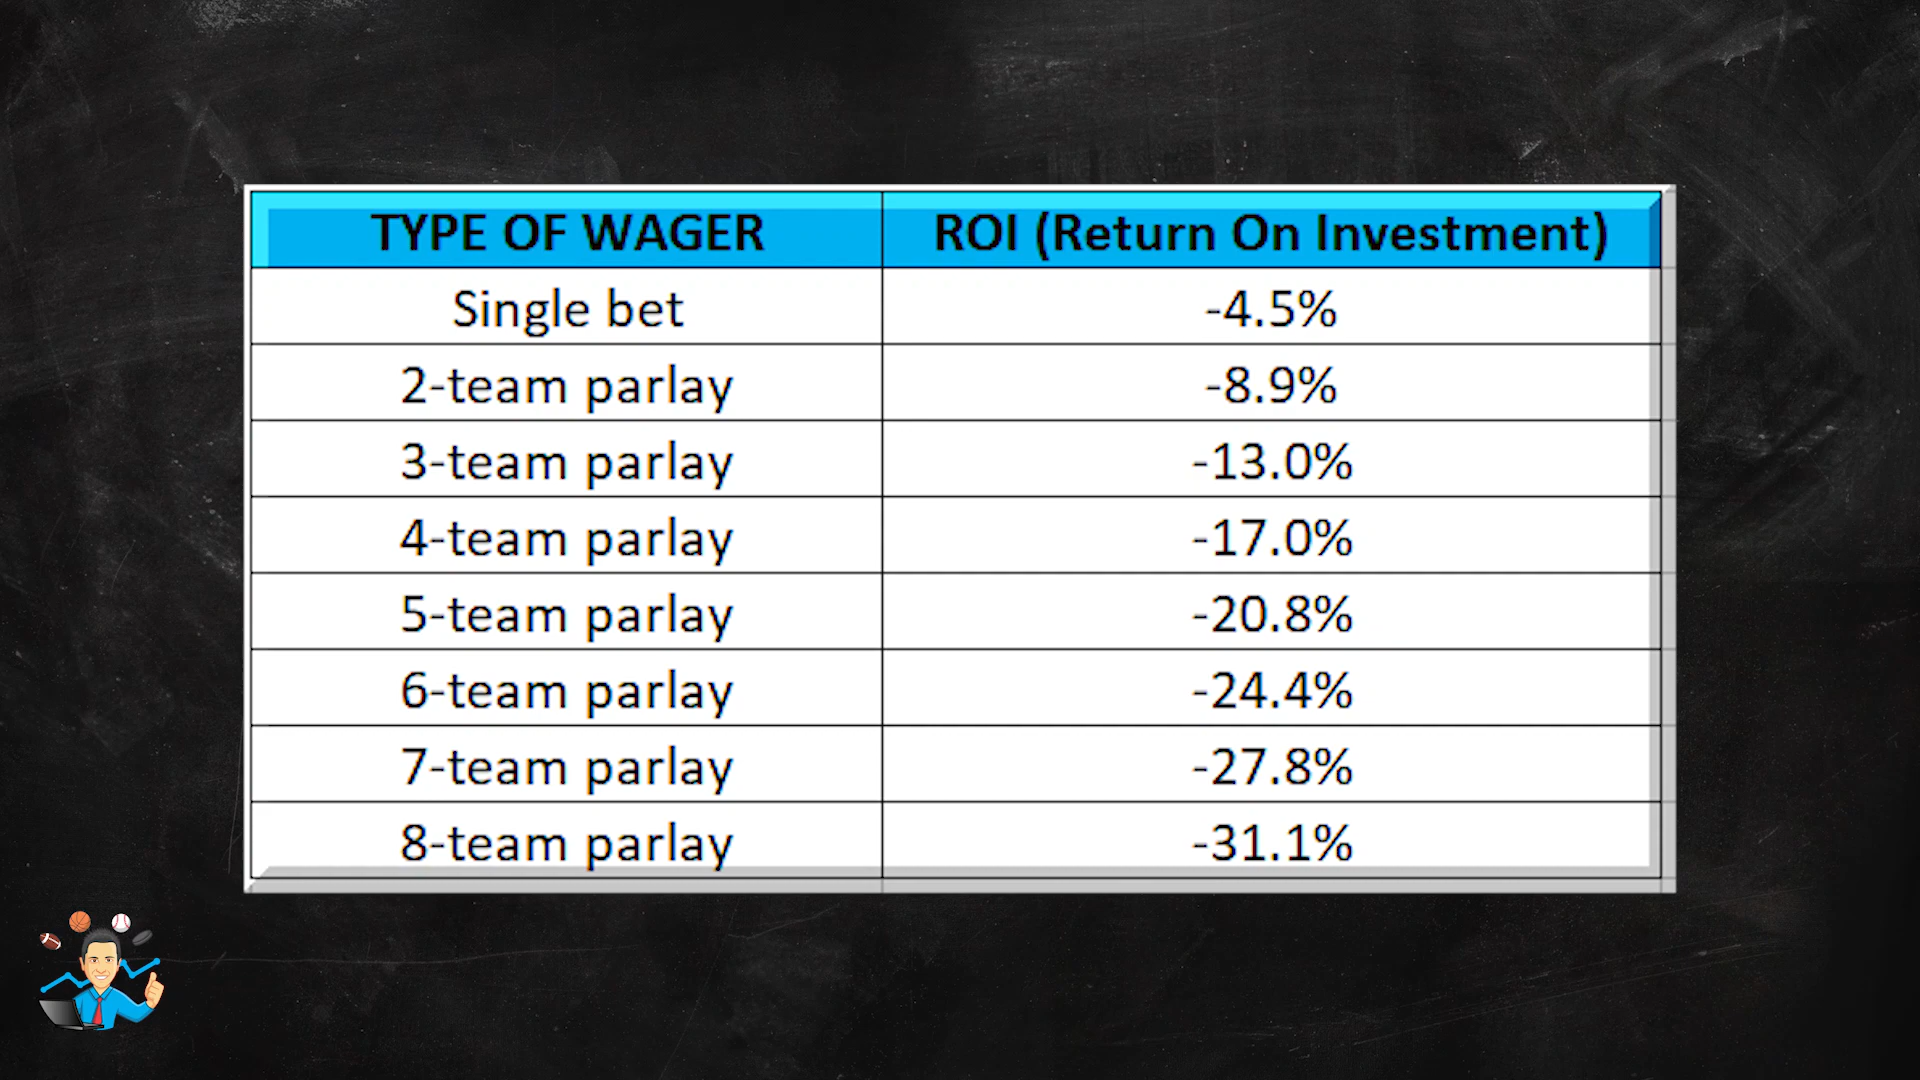 TYPE OF WAGER ROI (Return On Investment)
Single bet -4.5%
2-team parlay -8.9%
3-team parlay -13.0%
4-team parlay -17.0%
5-team parlay -20.8%
6-team parlay -24.4%
7-team parlay -27.8%
8-team parlay -31.1%